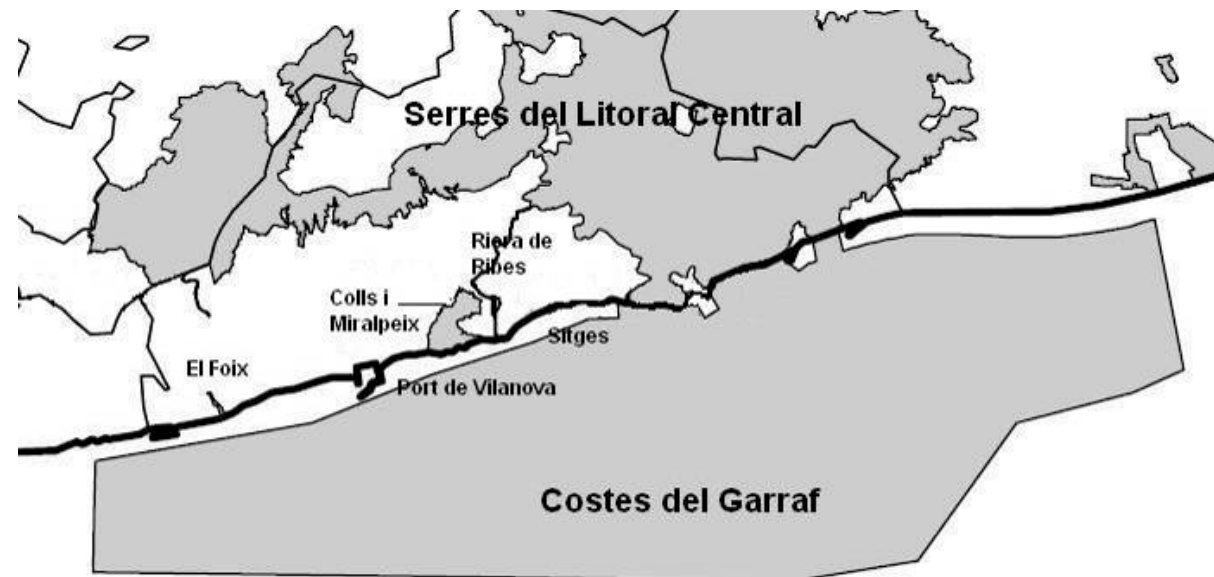 Serres del Litoral Central
Riera de
Ribes
Colls i
Miralpeix
Sitges
El Foix
Port de Vilanova
Costes del Garraf